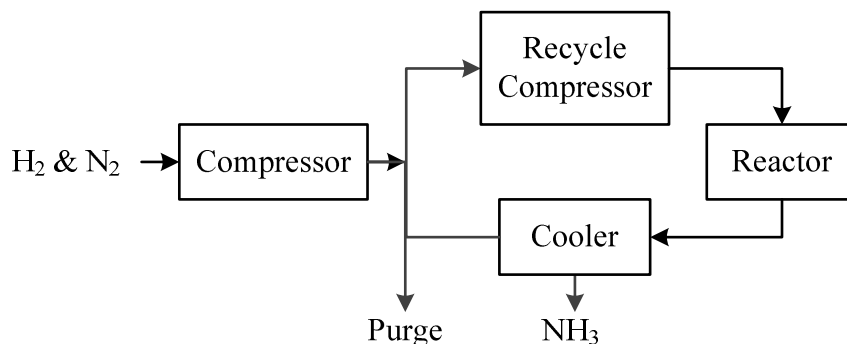 Recycle
Compressor
H₂ & N₂
Compressor
Reactor
Cooler
Purge
NH₃